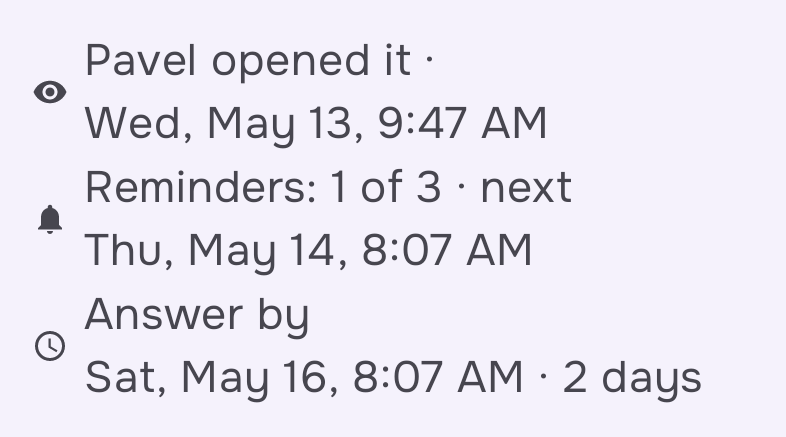 Pavel opened it ·
Wed, May 13, 9:47 AM
Reminders: 1 of 3 · next
Thu, May 14, 8:07 AM
Answer by
Sat, May 16, 8:07 AM · 2 days